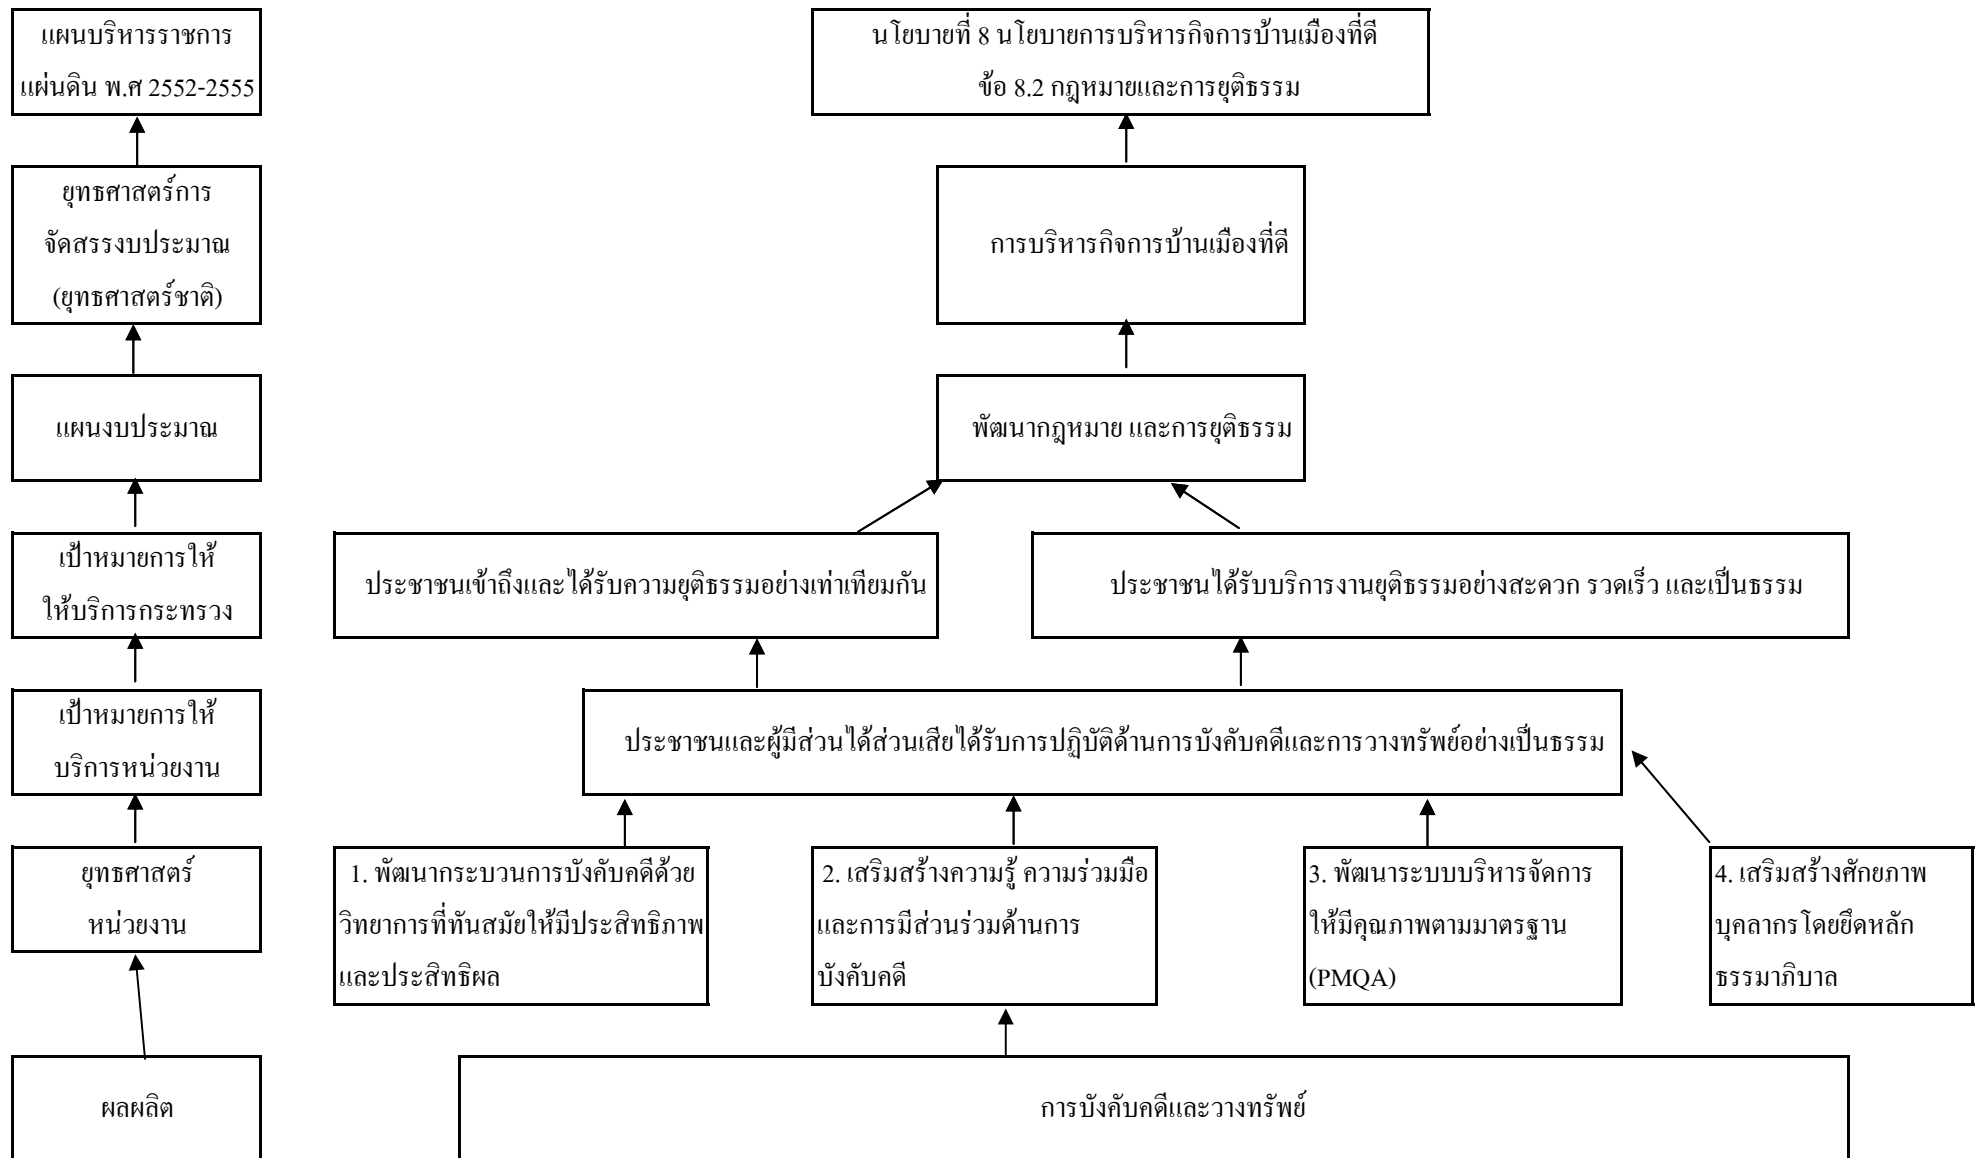 แผนบริหารราชการ
แผ่นดิน พ.ศ 2552-2555
นโยบายที่ 8 นโยบายการบริหารกิจการบ้านเมืองที่ดี
ข้อ 8.2 กฎหมายและการยุติธรรม
ยุทธศาสตร์การ
จัดสรรงบประมาณ
(ยุทธศาสตร์ชาติ)
การบริหารกิจการบ้านเมืองที่ดี
แผนงบประมาณ
พัฒนากฎหมาย และการยุติธรรม
เป้าหมายการให้
ให้บริการกระทรวง
ประชาชนเข้าถึงและได้รับความยุติธรรมอย่างเท่าเทียมกัน
ประชาชนได้รับบริการงานยุติธรรมอย่างสะดวก รวดเร็ว และเป็นธรรม
เป้าหมายการให้
บริการหน่วยงาน
ประชาชนและผู้มีส่วนได้ส่วนเสียได้รับการปฏิบัติด้านการบังคับคดีและการวางทรัพย์อย่างเป็นธรรม
ยุทธศาสตร์
หน่วยงาน
1. พัฒนากระบวนการบังคับคดีด้วย
วิทยาการที่ทันสมัยให้มีประสิทธิภาพ
และประสิทธิผล
2. เสริมสร้างความรู้ ความร่วมมือ
และการมีส่วนร่วมด้านการ
บังคับคดี
3. พัฒนาระบบบริหารจัดการ
ให้มีคุณภาพตามมาตรฐาน
(PMQA)
4. เสริมสร้างศักยภาพ
บุคลากรโดยยึดหลัก
ธรรมาภิบาล
ผลผลิต
การบังคับคดีและวางทรัพย์